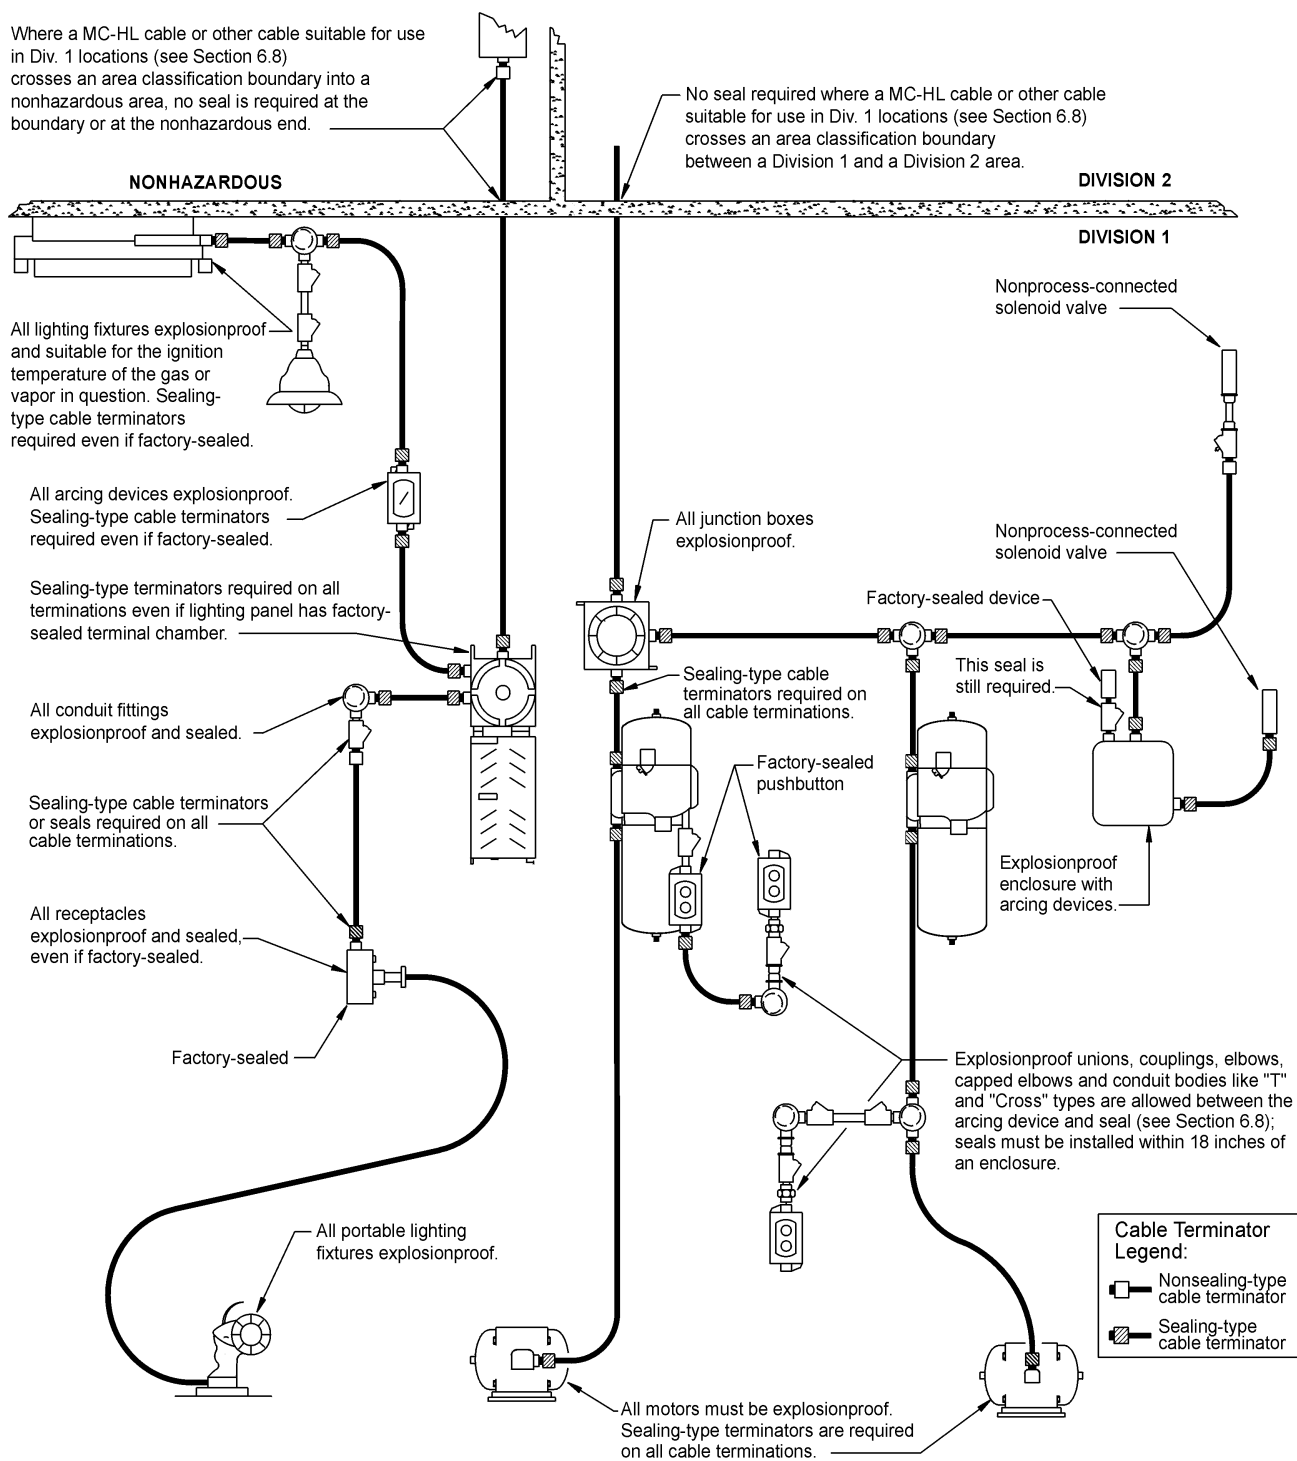 Where a MC-HL cable or other cable suitable for use
in Div. 1 locations (see Section 6.8)
crosses an area classification boundary into a
nonhazardous area, no seal is required at the
boundary or at the nonhazardous end.
No seal required where a MC-HL cable or other cable
suitable for use in Div. 1 locations (see Section 6.8)
crosses an area classification boundary
between a Division 1 and a Division 2 area.
NONHAZARDOUS
DIVISION 2
DIVISION 1
Nonprocess-connected
solenoid valve
All lighting fixtures explosionproof
and suitable for the ignition
temperature of the gas or
vapor in question. Sealing-
type cable terminators
required even if factory-sealed.
All arcing devices explosionproof.
Sealing-type cable terminators
required even if factory-sealed.
All junction boxes
explosionproof.
Nonprocess-connected
solenoid valve
Sealing-type terminators required on all
terminations even if lighting panel has factory-
sealed terminal chamber.
Factory-sealed device
This seal is
still required.
Sealing-type cable
terminators required on
all cable terminations.
All conduit fittings
explosionproof and sealed.
Factory-sealed
pushbutton
Sealing-type cable terminators
or seals required on all
cable terminations.
Explosionproof
enclosure with
arcing devices.
All receptacles
explosionproof and sealed,
even if factory-sealed.
Factory-sealed
Explosionproof unions, couplings, elbows,
capped elbows and conduit bodies like "T"
and "Cross" types are allowed between the
arcing device and seal (see Section 6.8);
seals must be installed within 18 inches of
an enclosure.
All portable lighting
fixtures explosionproof.
Cable Terminator
Legend:
Nonsealing-type
cable terminator
Sealing-type
cable terminator
All motors must be explosionproof.
Sealing-type terminators are required
on all cable terminations.